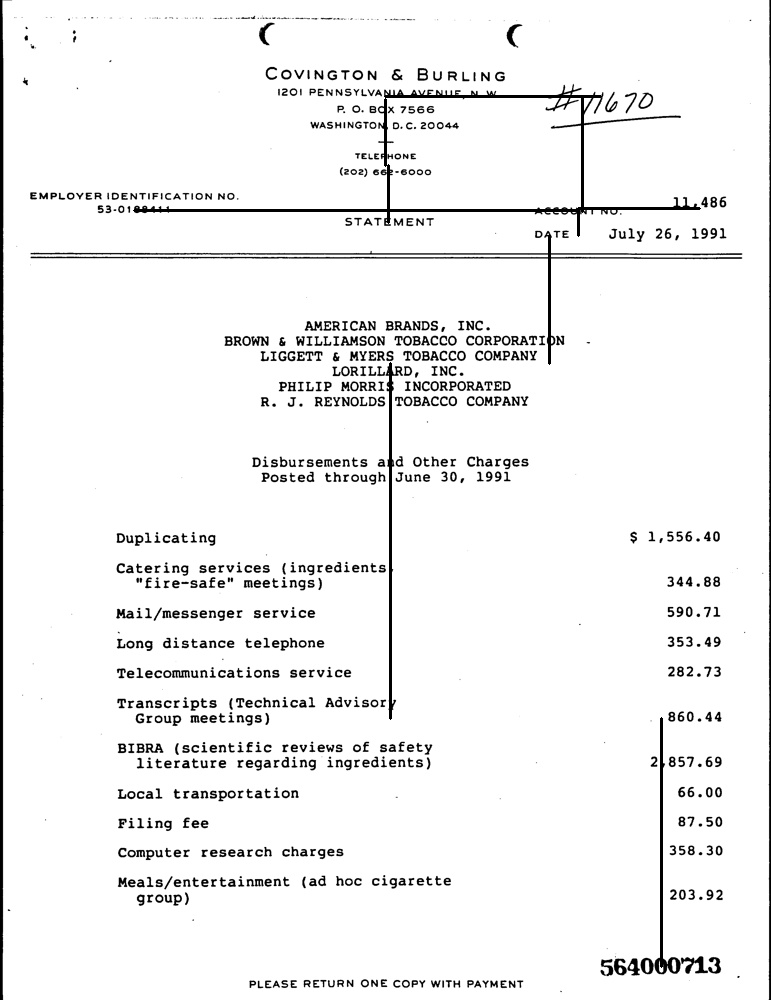 COVINGTON & BURLING
1201 PENNSYLVANIA AVENUE, N. W.
P. O. BOX 7566
WASHINGTON, D. C. 20044
#11670
TELEPHONE
(202) 662-6000
EMPLOYER IDENTIFICATION NO.
53-0188411
11,486
ACCOUNT NO.
STATEMENT
DATE July 26, 1991
AMERICAN BRANDS, INC.
BROWN & WILLIAMSON TOBACCO CORPORATION
LIGGETT & MYERS TOBACCO COMPANY
LORILLARD, INC.
PHILIP MORRIS INCORPORATED
R. J. REYNOLDS TOBACCO COMPANY
Disbursements and Other Charges
Posted through June 30, 1991
Duplicating $ 1,556.40
Catering services (ingredients,
"fire-safe" meetings) 344.88
Mail/messenger service 590.71
Long distance telephone 353.49
Telecommunications service 282.73
Transcripts (Technical Advisory
Group meetings) 860.44
BIBRA (scientific reviews of safety
literature regarding ingredients) 2,857.69
Local transportation 66.00
Filing fee 87.50
Computer research charges 358.30
Meals/entertainment (ad hoc cigarette
group) 203.92
564000713
PLEASE RETURN ONE COPY WITH PAYMENT